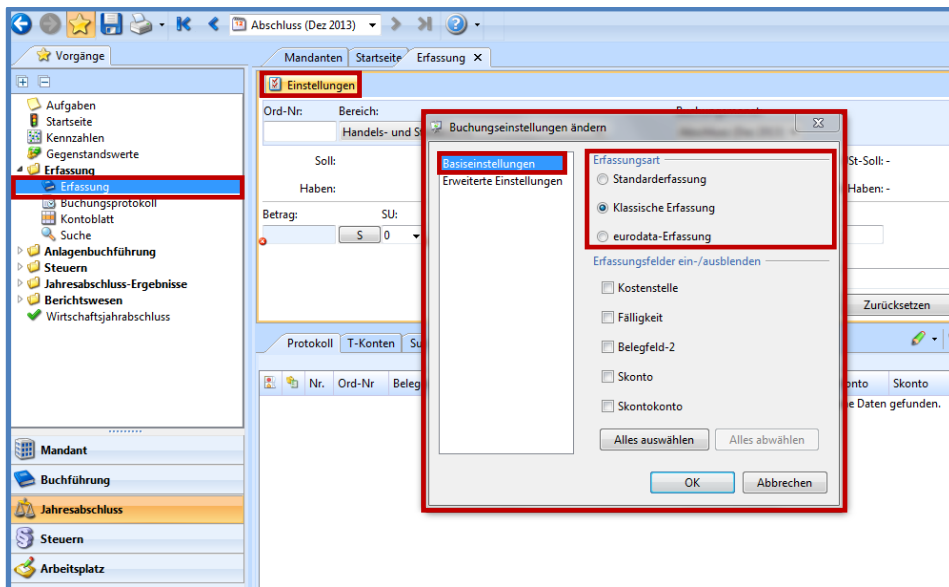 Abschluss (Dez 2013)
Vorgänge
Mandanten Startseite Erfassung
Aufgaben
Startseite
Kennzahlen
Gegenstandswerte
Erfassung
Erfassung
Buchungsprotokoll
Kontoblatt
Suche
Anlagenbuchführung
Steuern
Jahresabschluss-Ergebnisse
Berichtswesen
Wirtschaftsjahrabschluss
Mandant
Buchführung
Jahresabschluss
Steuern
Arbeitsplatz
Einstellungen
Ord-Nr: Bereich:
Handels- und S
Soll: St-Soll: -
Haben: Haben: -
Betrag: SU:
S 0
Zurücksetzen
Protokoll T-Konten Su
Nr. Ord-Nr Beleg onto Skonto
e Daten gefunden.
Buchungseinstellungen ändern
Basiseinstellungen
Erweiterte Einstellungen
Erfassungsart
Standarderfassung
Klassische Erfassung
eurodata-Erfassung
Erfassungsfelder ein-/ausblenden
Kostenstelle
Fälligkeit
Belegfeld-2
Skonto
Skontokonto
Alles auswählen Alles abwählen
OK Abbrechen